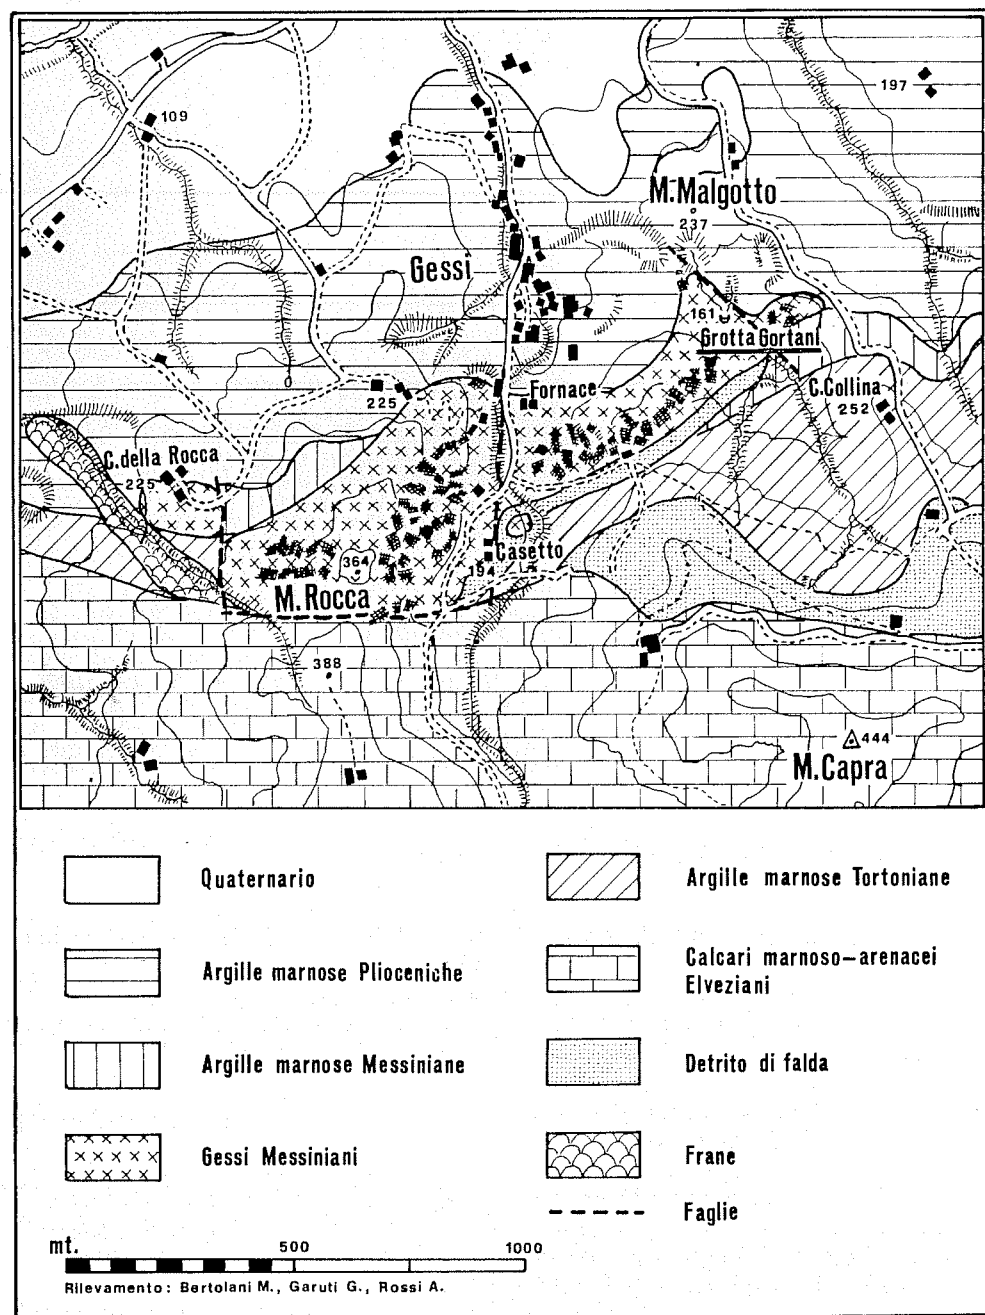 109
197
M.Malgotto
237
Gessi
161
Grotta Gortani
Fornace
225
C.Collina
252
C.della Rocca
225
Casetto
364
194
M.Rocca
388
444
M.Capra
Quaternario
Argille marnose Plioceniche
Argille marnose Messiniane
Gessi Messiniani
Argille marnose Tortoniane
Calcari marnoso-arenacei
Elveziani
Detrito di falda
Frane
Faglie
mt. 500 1000
Rilevamento: Bertolani M., Garuti G., Rossi A.